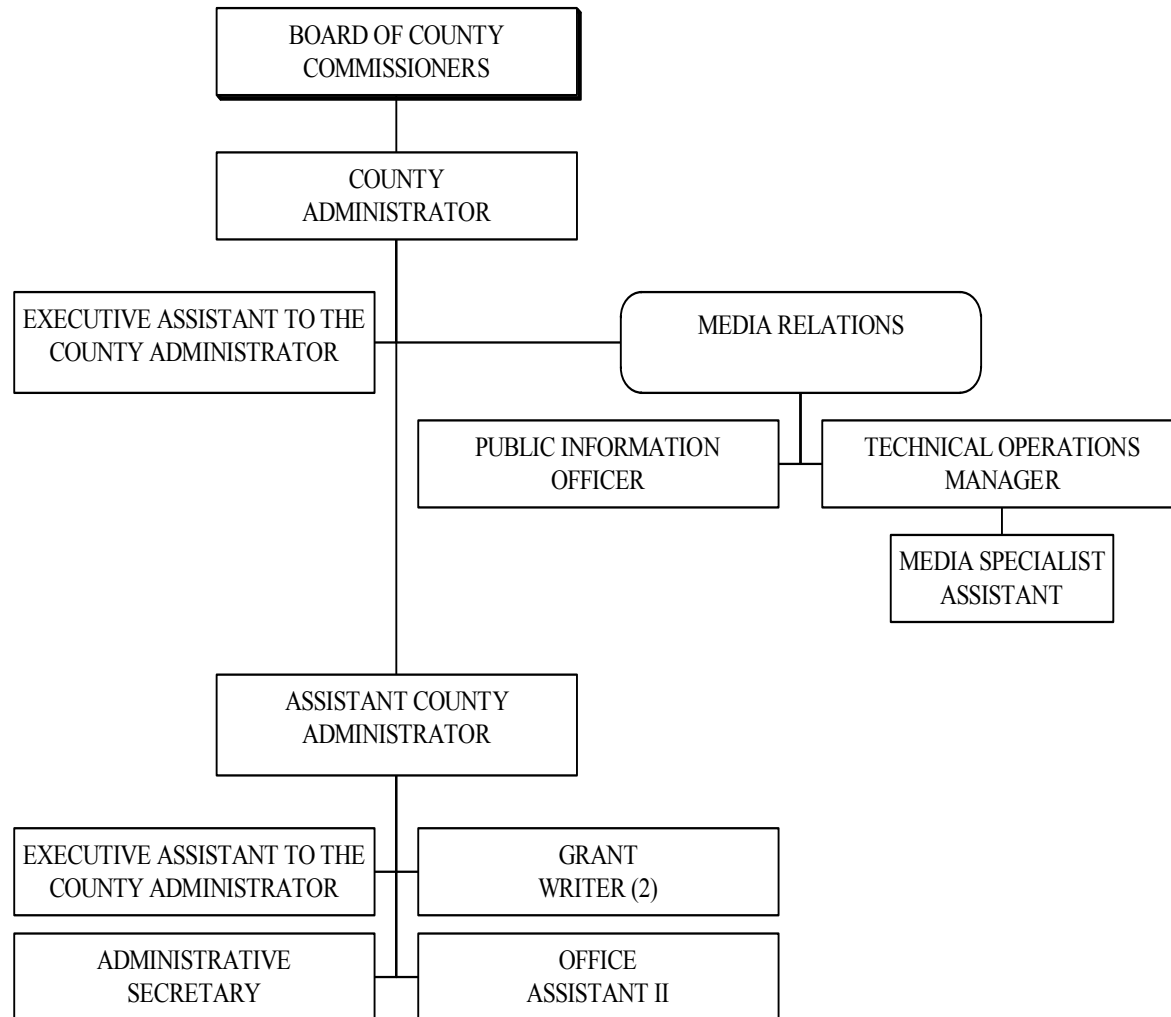 BOARD OF COUNTY
COMMISSIONERS
COUNTY
ADMINISTRATOR
EXECUTIVE ASSISTANT TO THE
COUNTY ADMINISTRATOR
MEDIA RELATIONS
PUBLIC INFORMATION
OFFICER
TECHNICAL OPERATIONS
MANAGER
MEDIA SPECIALIST
ASSISTANT
ASSISTANT COUNTY
ADMINISTRATOR
EXECUTIVE ASSISTANT TO THE
COUNTY ADMINISTRATOR
GRANT
WRITER (2)
ADMINISTRATIVE
SECRETARY
OFFICE
ASSISTANT II